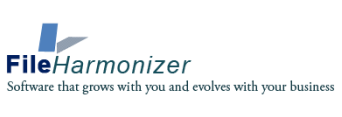 FileHarmonizer
Software that grows with you and evolves with your business